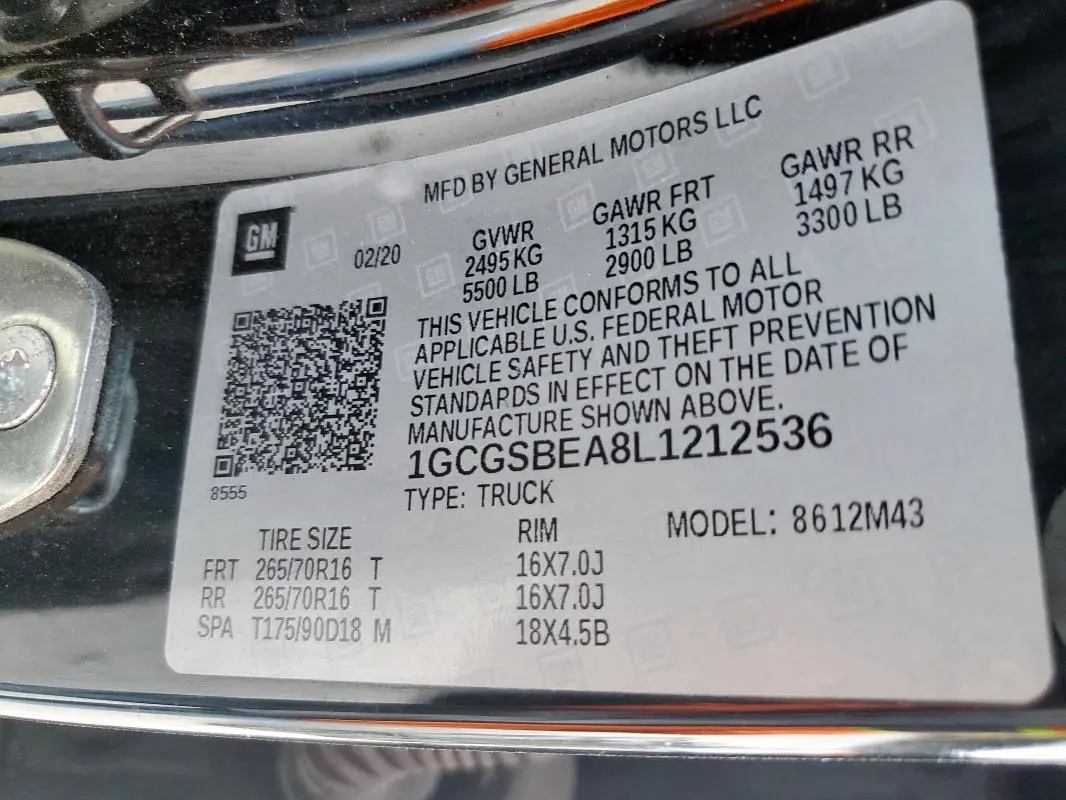 MFD BY GENERAL MOTORS LLC
GM
02/20
GVWR
2495 KG
5500 LB
GAWR FRT
1315 KG
2900 LB
GAWR RR
1497 KG
3300 LB
THIS VEHICLE CONFORMS TO ALL
APPLICABLE U.S. FEDERAL MOTOR
VEHICLE SAFETY AND THEFT PREVENTION
STANDARDS IN EFFECT ON THE DATE OF
MANUFACTURE SHOWN ABOVE.
1GCGSBEA8L1212536
8555
TYPE: TRUCK
MODEL: 8612M43
TIRE SIZE RIM
FRT 265/70R16 T 16X7.0J
RR 265/70R16 T 16X7.0J
SPA T175/90D18 M 18X4.5B